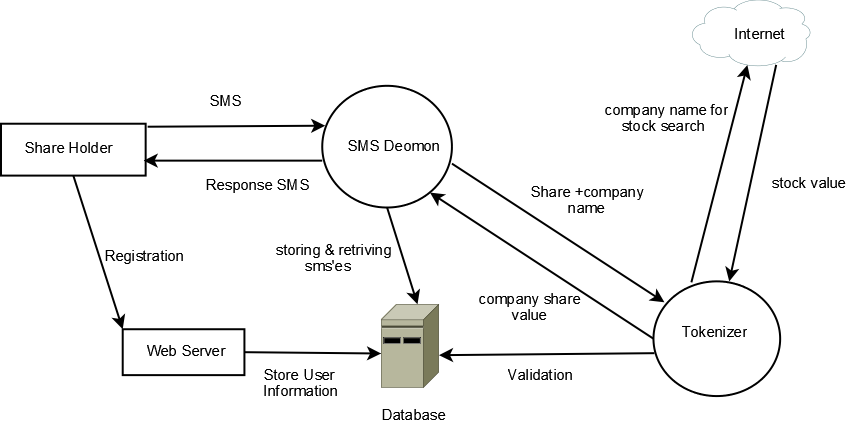 Internet
SMS
company name for
stock search
Share Holder
SMS Deomon
Response SMS
Share +company
name
stock value
Registration
storing & retriving
sms'es
company share
value
Tokenizer
Web Server
Store User
Information
Validation
Database